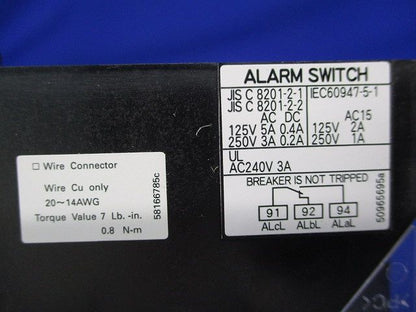 ALARM SWITCH
JIS C 8201-2-1 IEC60947-5-1
JIS C 8201-2-2
AC DC AC15
125V 5A 0.4A 125V 2A
250V 3A 0.2A 250V 1A
UL
AC240V 3A
BREAKER IS NOT TRIPPED
91 92 94
ALcL ALbL ALaL
50965695a
Wire Connector
Wire Cu only
20～14AWG
Torque Value 7 Lb.-in.
0.8 N-m
58166785c